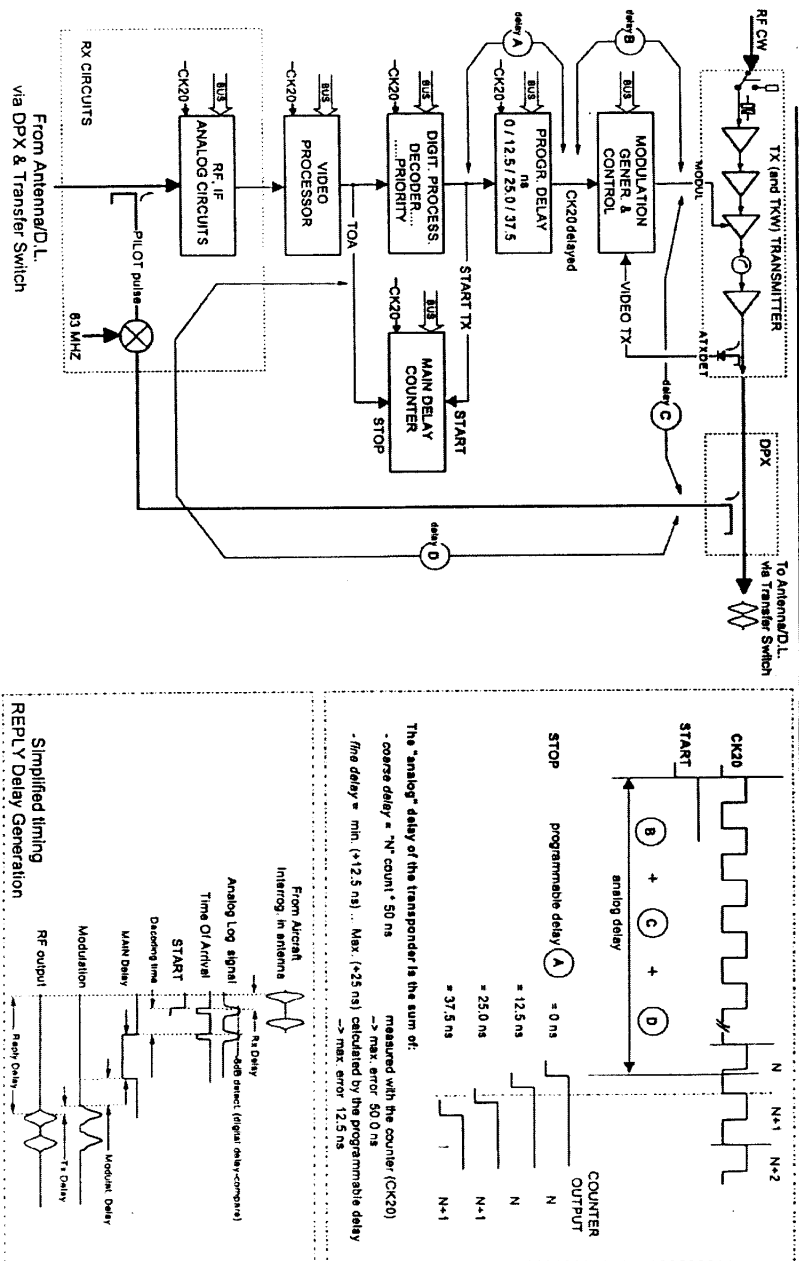 RF CW
TX (and TKW) TRANSMITTER
MODUL
ATXDET
DPX
To Antenna/D.L.
via Transfer Switch
delay
B
BUS
MODULATION
GENER. &
CONTROL
VIDEO TX
delay
C
CK20 delayed
delay
A
BUS
CK20
PROGR. DELAY
ns
0 / 12.5 / 25.0 / 37.5
START TX
BUS
CK20
DIGIT. PROCESS.
DECODER.....
.....PRIORITY
BUS
CK20
MAIN DELAY
COUNTER
START
STOP
TOA
BUS
CK20
VIDEO
PROCESSOR
BUS
CK20
RF, IF
ANALOG CIRCUITS
RX CIRCUITS
PILOT pulse
63 MHZ
delay
D
From Antenna/D.L.
via DPX & Transfer Switch
CK20
N
N+1
N+2
START
B + C + D
analog delay
COUNTER
OUTPUT
STOP
programmable delay A = 0 ns
N
= 12.5 ns
N
= 25.0 ns
N+1
= 37.5 ns
N+1
The "analog" delay of the transponder is the sum of:
- coarse delay = "N" count * 50 ns measured with the counter (CK20)
--> max. error 50.0 ns
- fine delay = min. (+12.5 ns) ... Max. (+25 ns) calculated by the programmable delay
--> max. error 12.5 ns
From Aircraft
Interrog. in antenna
Rx Delay
Analog Log signal
-6dB detect. (digital delay-compare)
Time Of Arrival
START
Decoding time
MAIN Delay
Modulat. Delay
Modulation
Tx Delay
RF output
Reply Delay
Simplified timing
REPLY Delay Generation